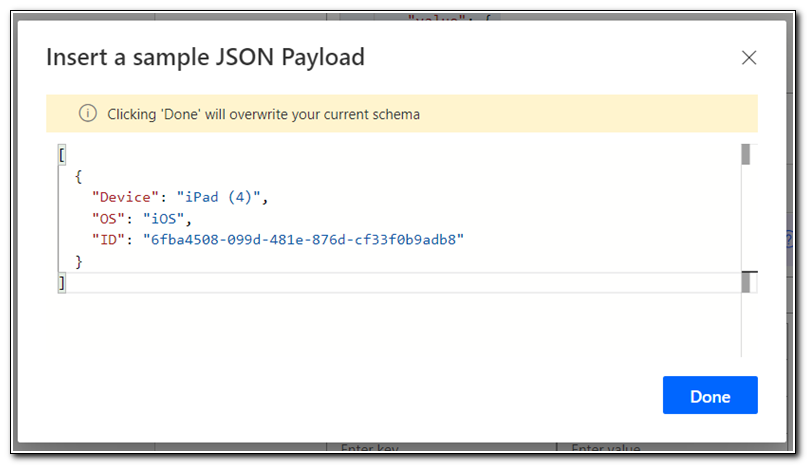 "value": {
Insert a sample JSON Payload
Clicking 'Done' will overwrite your current schema
[
{
"Device": "iPad (4)",
"OS": "iOS",
"ID": "6fba4508-099d-481e-876d-cf33f0b9adb8"
}
]
?
Done
Enter key
Enter value